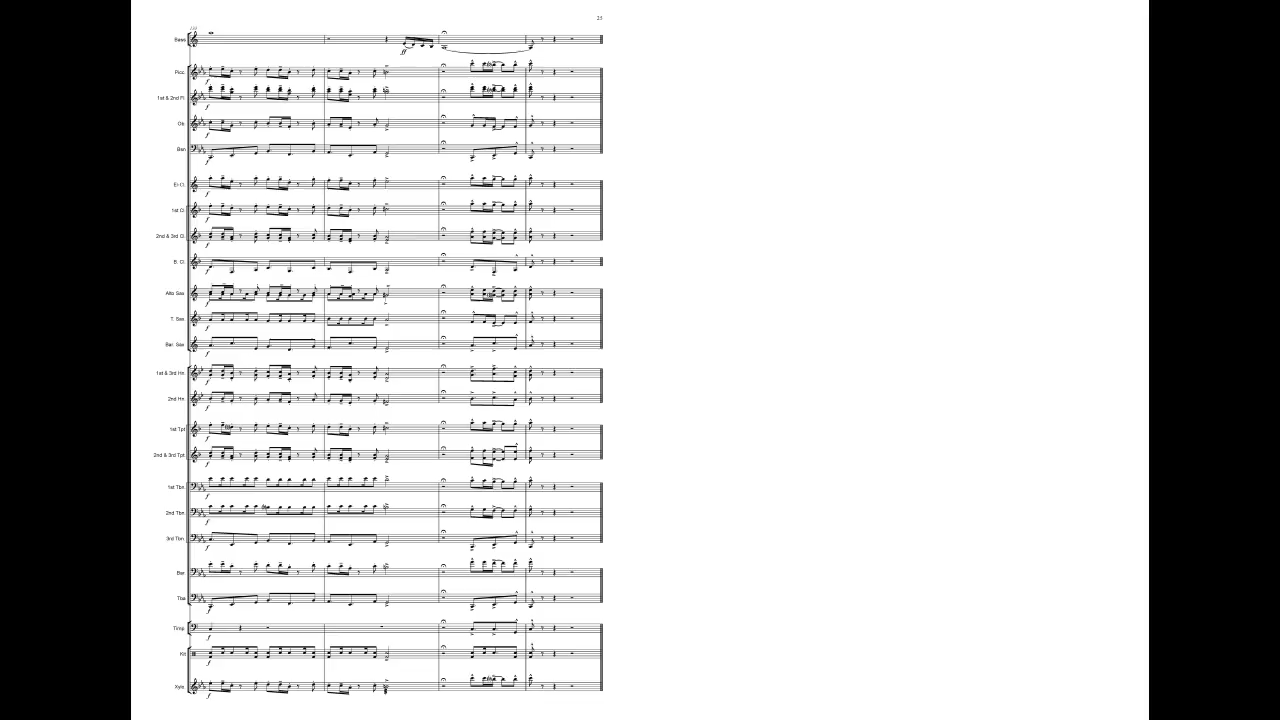 25
Bass
ff
Picc.
f
1st & 2nd Fl.
f
Ob.
f
Bsn
f
E♭ Cl.
f
1st Cl.
f
2nd & 3rd Cl.
f
B. Cl.
f
Alto Sax
f
T. Sax
f
Bar. Sax
f
1st & 3rd Hn.
f
2nd Hn.
f
1st Tpt
f
2nd & 3rd Tpt
f
1st Tbn.
f
2nd Tbn.
f
3rd Tbn.
f
Bar.
f
Tba
f
Timp.
f
Kit
f
Xylo.
f